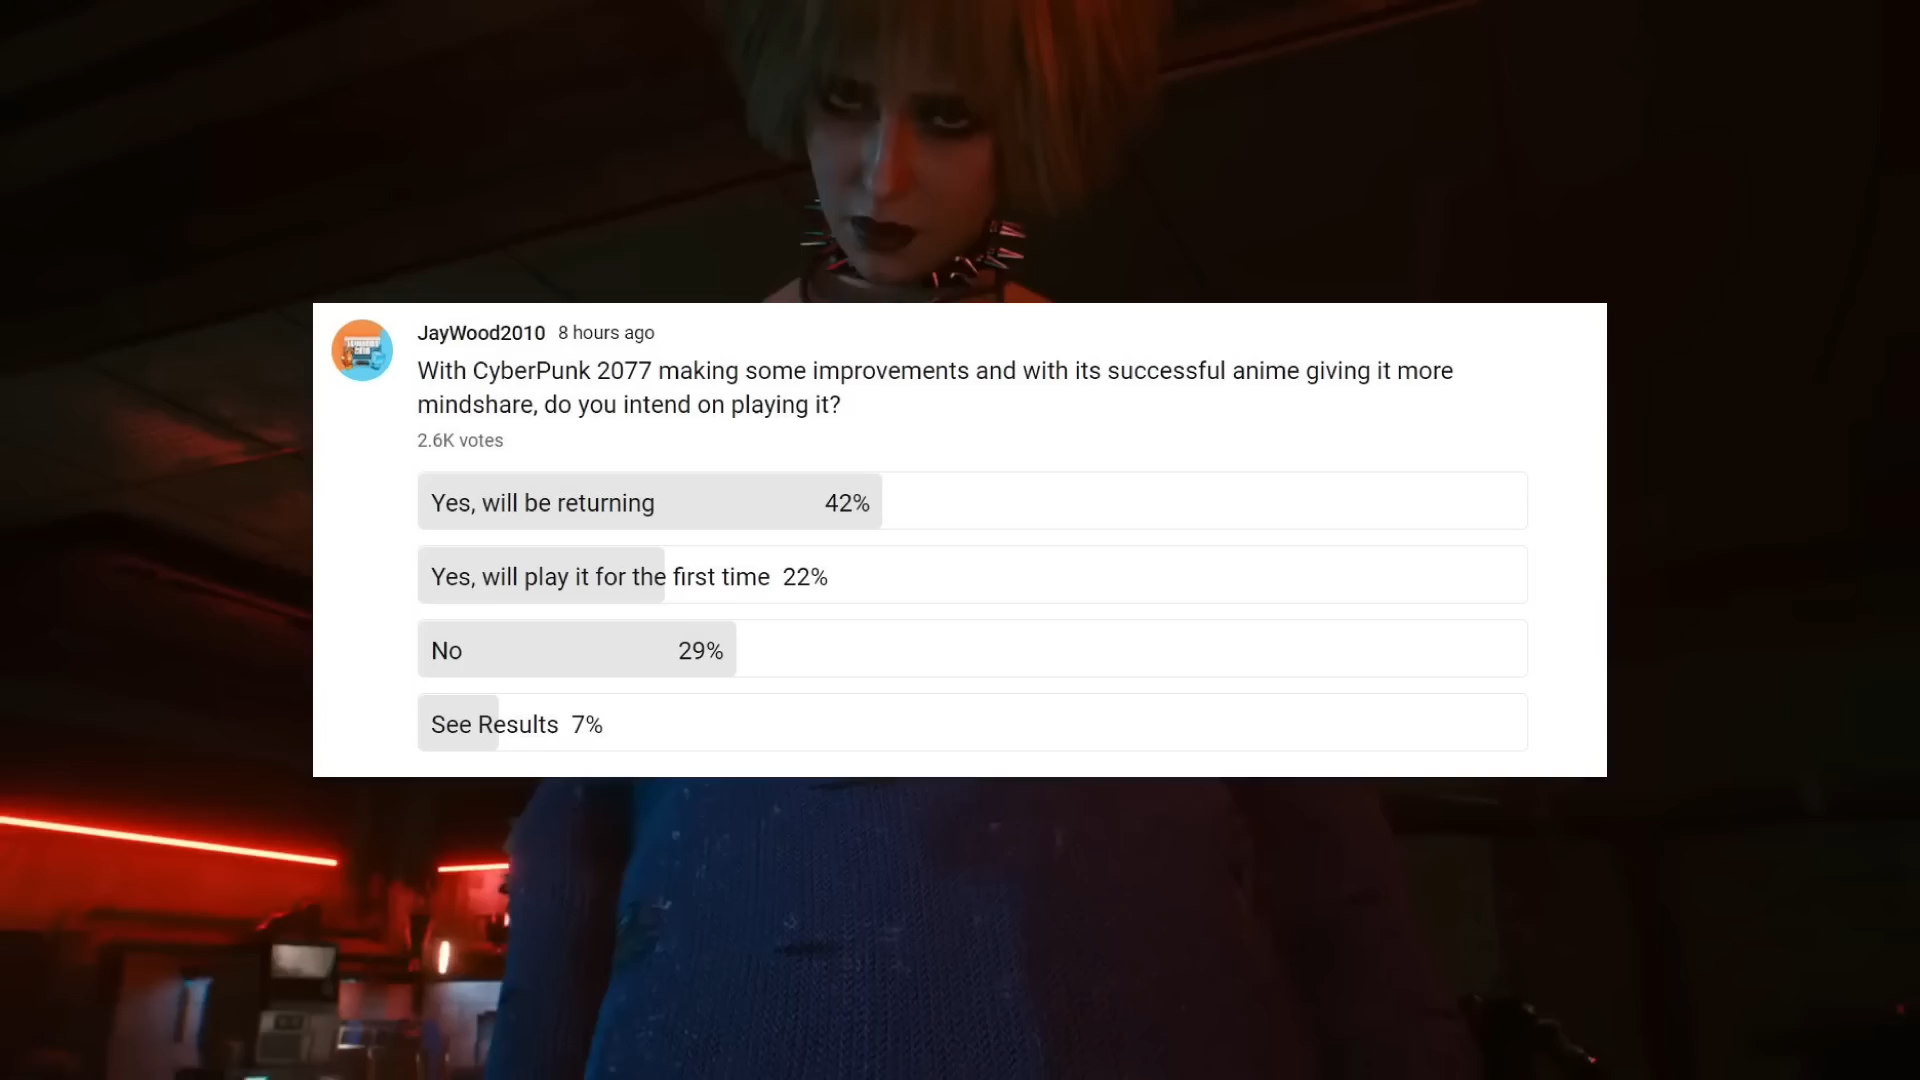 JayWood2010 8 hours ago
With CyberPunk 2077 making some improvements and with its successful anime giving it more
mindshare, do you intend on playing it?
2.6K votes
Yes, will be returning 42%
Yes, will play it for the first time 22%
No 29%
See Results 7%